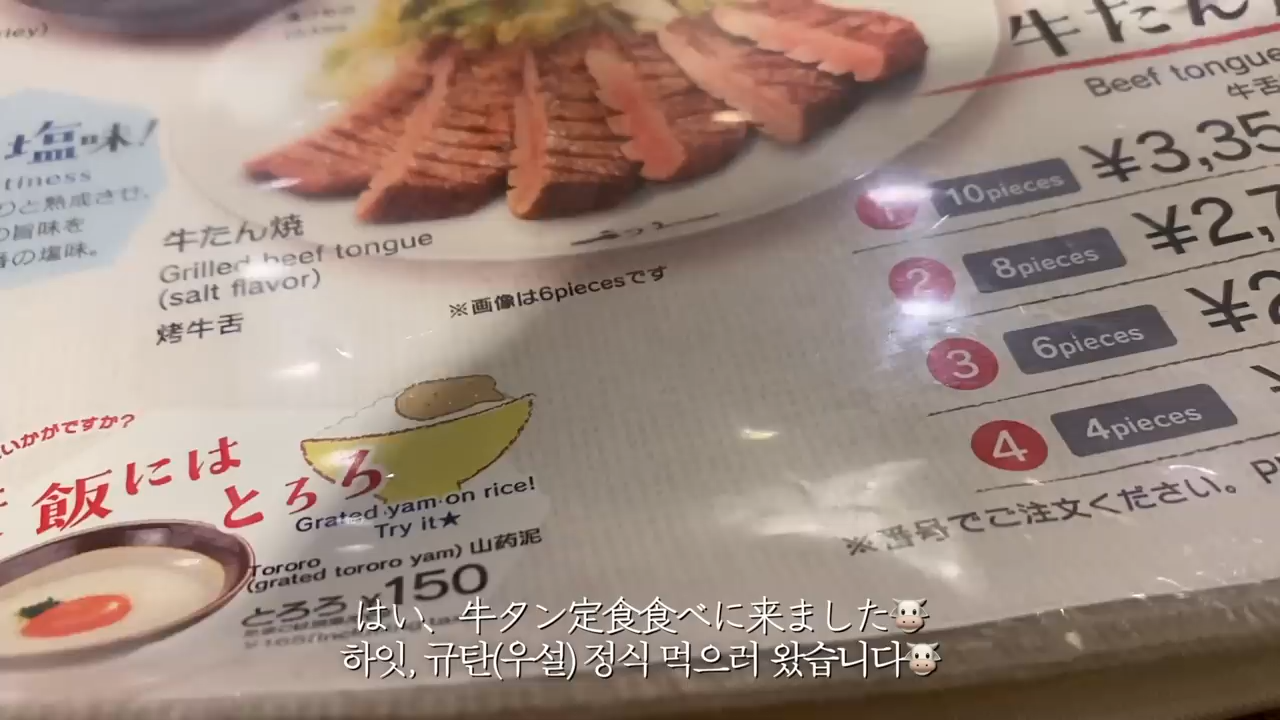 塩味!
tiness
りと熟成させ、
の旨味を
番の塩味。
牛たん焼
Grilled beef tongue
(salt flavor)
烤牛舌
※画像は6piecesです
牛たん
Beef tongue
牛舌
1 10pieces ¥3,35
2 8pieces ¥2,7
3 6pieces ¥2
4 4pieces ¥
※番号でご注文ください。 Pl
いかがですか?
飯には
とろろ
Grated yam on rice!
Try it★
Tororo
(grated tororo yam) 山药泥
とろろ ¥150
はい、牛タン定食食べに来ました🐮
하잇, 규탄(우설) 정식 먹으러 왔습니다🐮